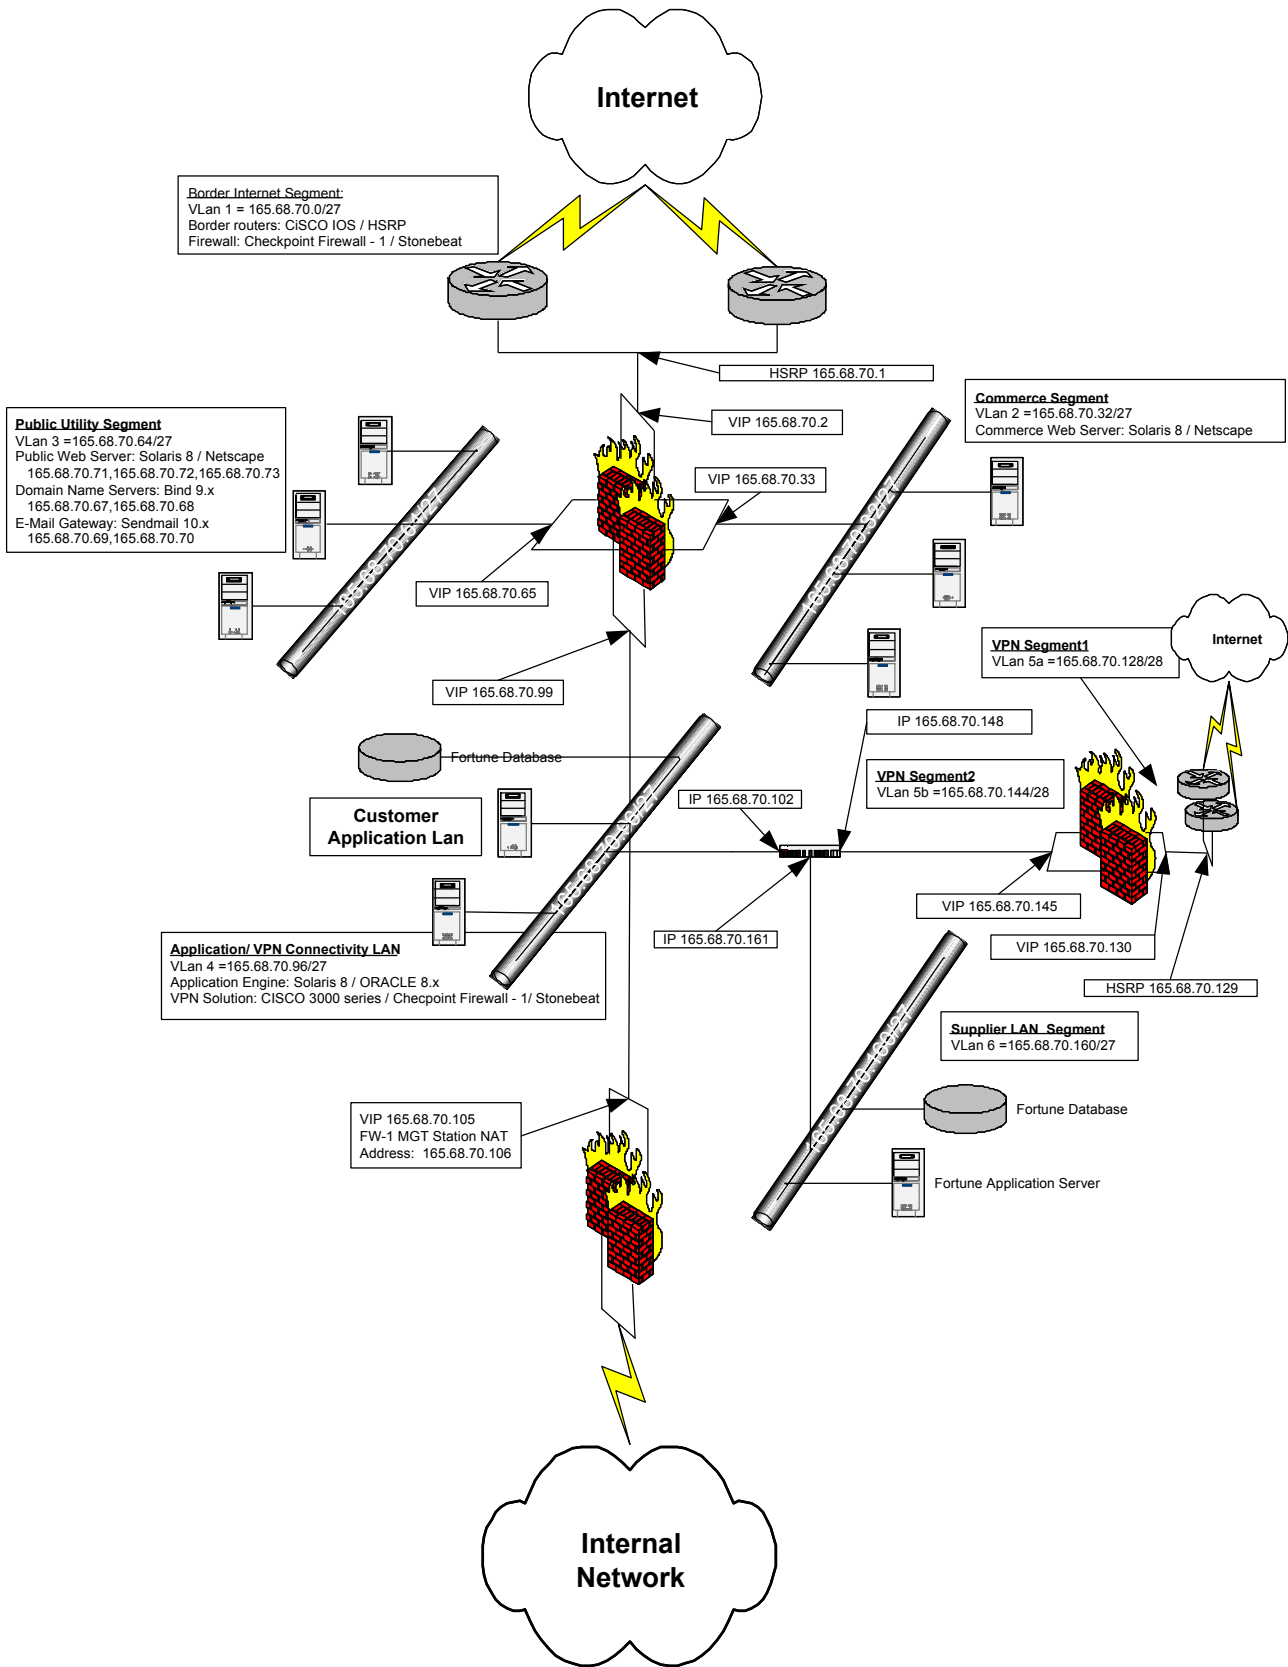 Internet
Border Internet Segment:
VLan 1 = 165.68.70.0/27
Border routers: CiSCO IOS / HSRP
Firewall: Checkpoint Firewall - 1 / Stonebeat
HSRP 165.68.70.1
VIP 165.68.70.2
Commerce Segment
VLan 2 =165.68.70.32/27
Commerce Web Server: Solaris 8 / Netscape
Public Utility Segment
VLan 3 =165.68.70.64/27
Public Web Server: Solaris 8 / Netscape
165.68.70.71,165.68.70.72,165.68.70.73
Domain Name Servers: Bind 9.x
165.68.70.67,165.68.70.68
E-Mail Gateway: Sendmail 10.x
165.68.70.69,165.68.70.70
VIP 165.68.70.33
165.68.70.64/27
165.68.70.32/27
VIP 165.68.70.65
VIP 165.68.70.99
VPN Segment1
VLan 5a =165.68.70.128/28
Internet
IP 165.68.70.148
Fortune Database
VPN Segment2
VLan 5b =165.68.70.144/28
IP 165.68.70.102
Customer
Application Lan
165.68.70.96/27
VIP 165.68.70.145
IP 165.68.70.161
VIP 165.68.70.130
HSRP 165.68.70.129
Application/ VPN Connectivity LAN
VLan 4 =165.68.70.96/27
Application Engine: Solaris 8 / ORACLE 8.x
VPN Solution: CISCO 3000 series / Checpoint Firewall - 1/ Stonebeat
Supplier LAN  Segment
VLan 6 =165.68.70.160/27
165.68.70.160/27
Fortune Database
Fortune Application Server
VIP 165.68.70.105
FW-1 MGT Station NAT
Address:  165.68.70.106
Internal
Network